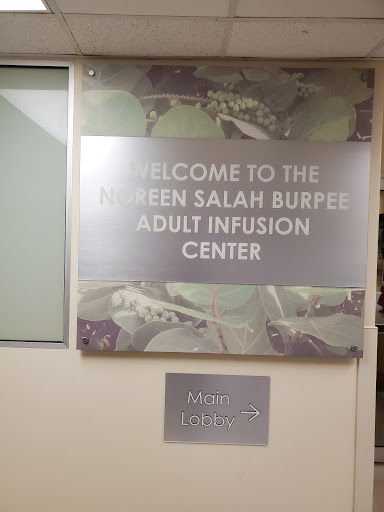 WELCOME TO THE
NOREEN SALAH BURPEE
ADULT INFUSION
CENTER
Main
Lobby →